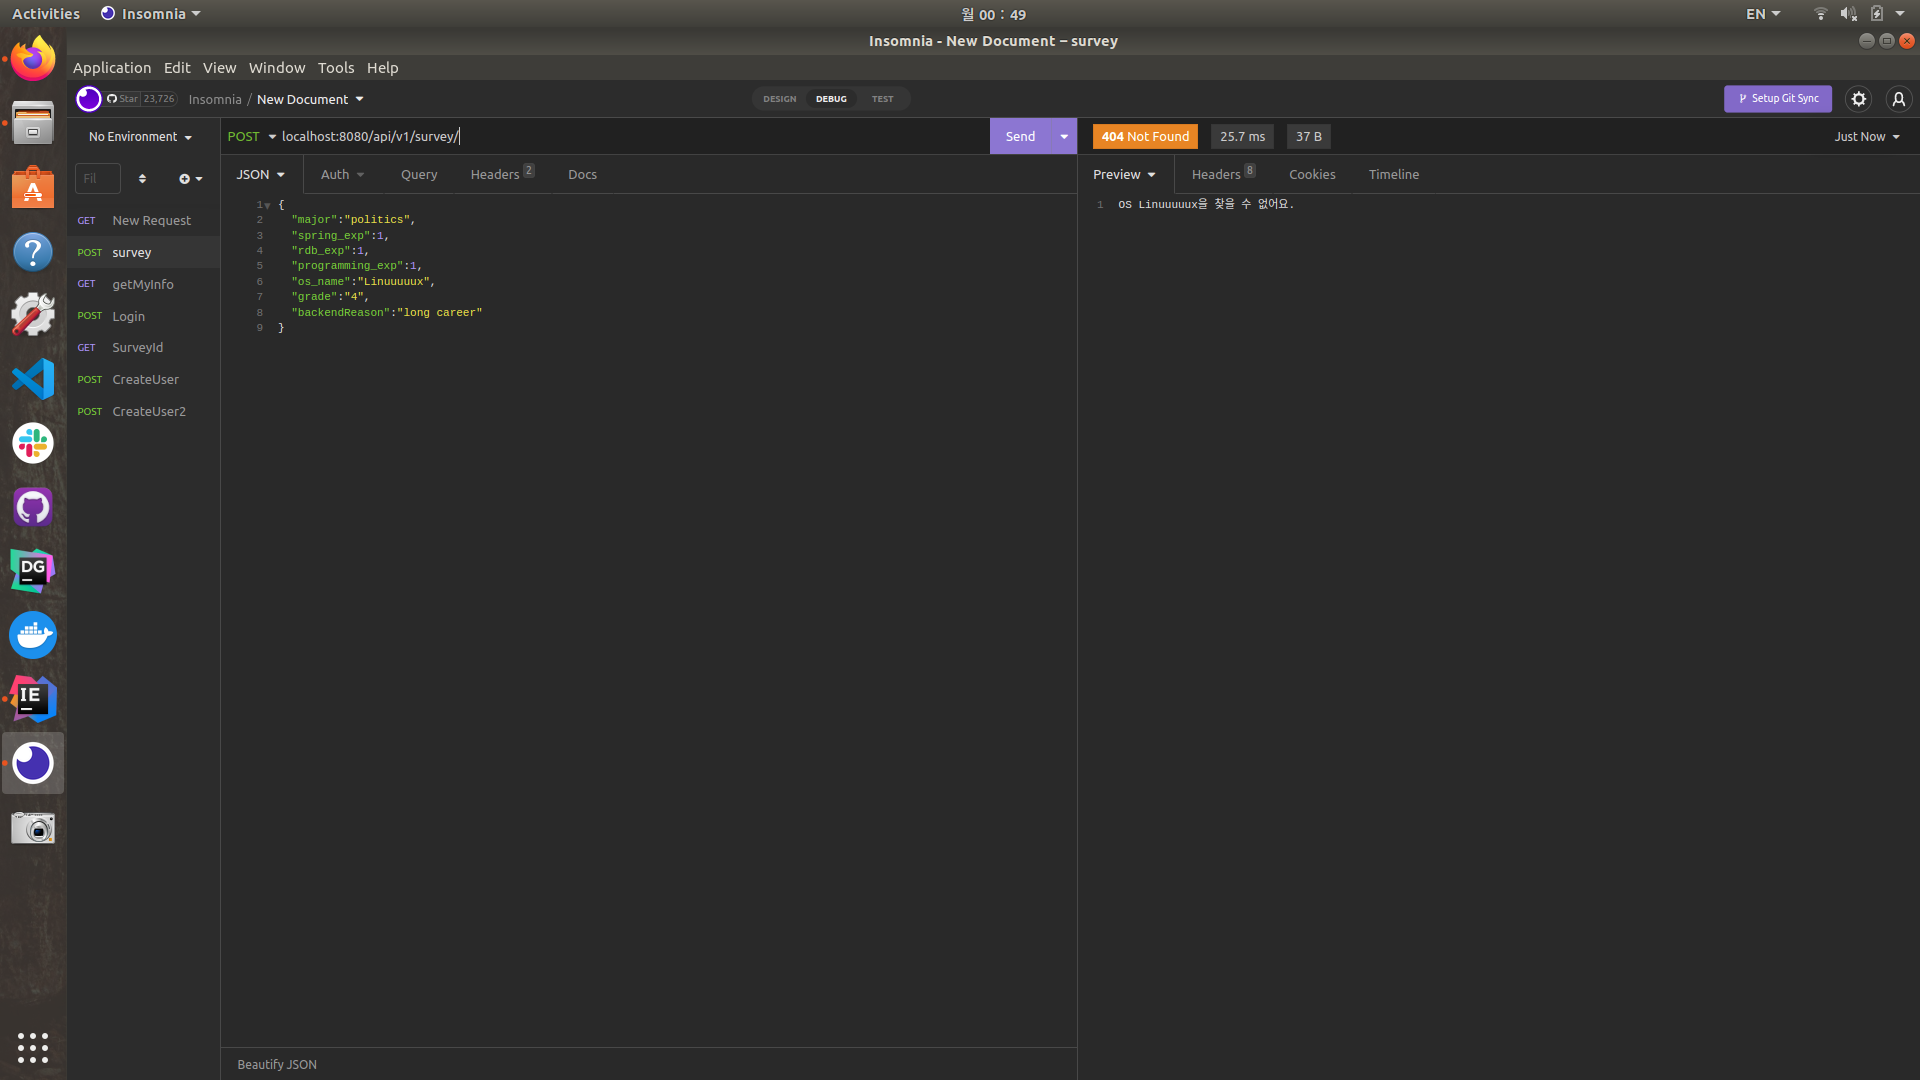 Activities
Insomnia
월 00 : 49
EN
Insomnia - New Document – survey
Application Edit View Window Tools Help
Star 23,726
Insomnia / New Document
DESIGN DEBUG TEST
Setup Git Sync
No Environment
POST localhost:8080/api/v1/survey/
Send
404 Not Found 25.7 ms 37 B
Just Now
Fil
JSON Auth Query Headers 2 Docs
Preview Headers 8 Cookies Timeline
GET New Request
POST survey
GET getMyInfo
POST Login
GET SurveyId
POST CreateUser
POST CreateUser2
1 {
2 "major":"politics",
3 "spring_exp":1,
4 "rdb_exp":1,
5 "programming_exp":1,
6 "os_name":"Linuuuuux",
7 "grade":"4",
8 "backendReason":"long career"
9 }
1 OS Linuuuuux을 찾을 수 없어요.
A
?
DG
IE
Beautify JSON